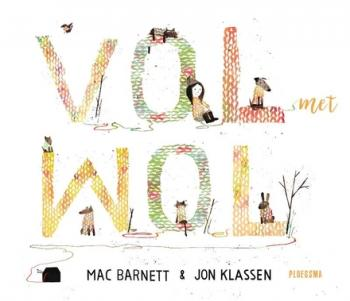 VOL met
WOL
MAC BARNETT & JON KLASSEN PLOEGSMA